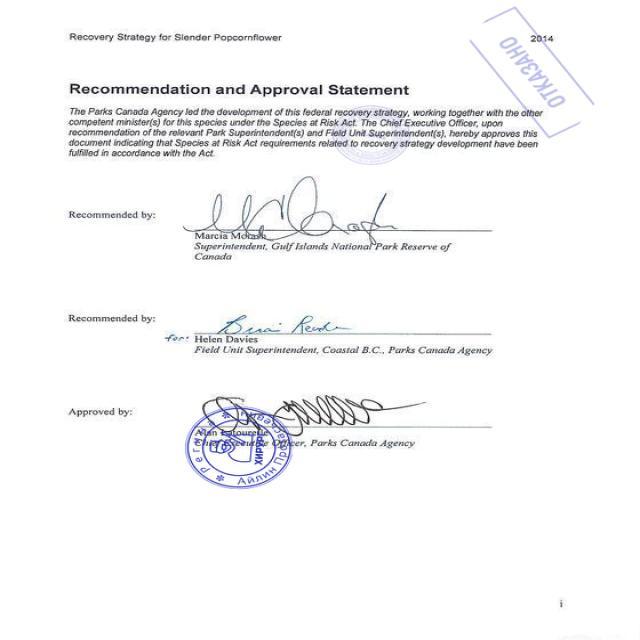 Recovery Strategy for Slender Popcornflower 2014
ОТКАЗАНО
Recommendation and Approval Statement
The Parks Canada Agency led the development of this federal recovery strategy, working together with the other
competent minister(s) for this species under the Species at Risk Act. The Chief Executive Officer, upon
recommendation of the relevant Park Superintendent(s) and Field Unit Superintendent(s), hereby approves this
document indicating that Species at Risk Act requirements related to recovery strategy development have been
fulfilled in accordance with the Act.
Recommended by:
Marcia Morash
Superintendent, Gulf Islands National Park Reserve of
Canada
Recommended by:
for: Helen Davies
Field Unit Superintendent, Coastal B.C., Parks Canada Agency
Approved by:
Alan Latourelle
Chief Executive Officer, Parks Canada Agency
Айлин
i